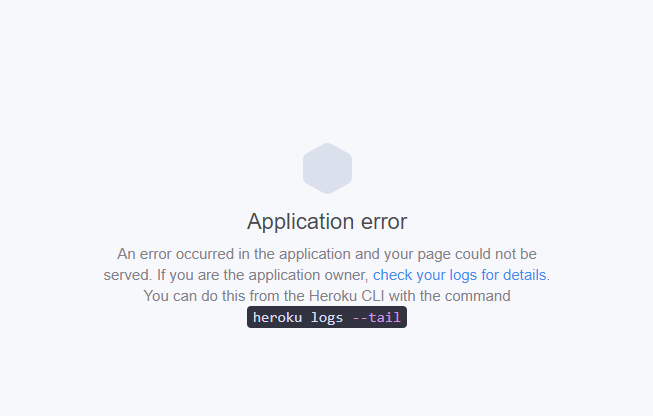 Application error
An error occurred in the application and your page could not be
served. If you are the application owner, check your logs for details.
You can do this from the Heroku CLI with the command
heroku logs --tail